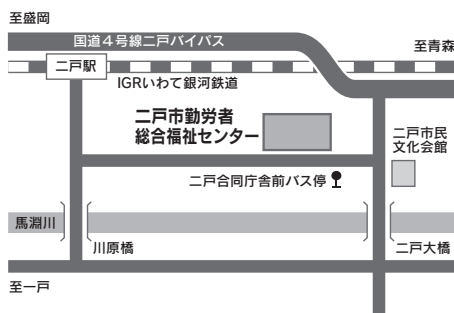 至盛岡
国道4号線二戸バイパス
至青森
二戸駅
IGRいわて銀河鉄道
二戸市勤労者
総合福祉センター
二戸市民
文化会館
二戸合同庁舎前バス停
馬淵川
川原橋
二戸大橋
至一戸